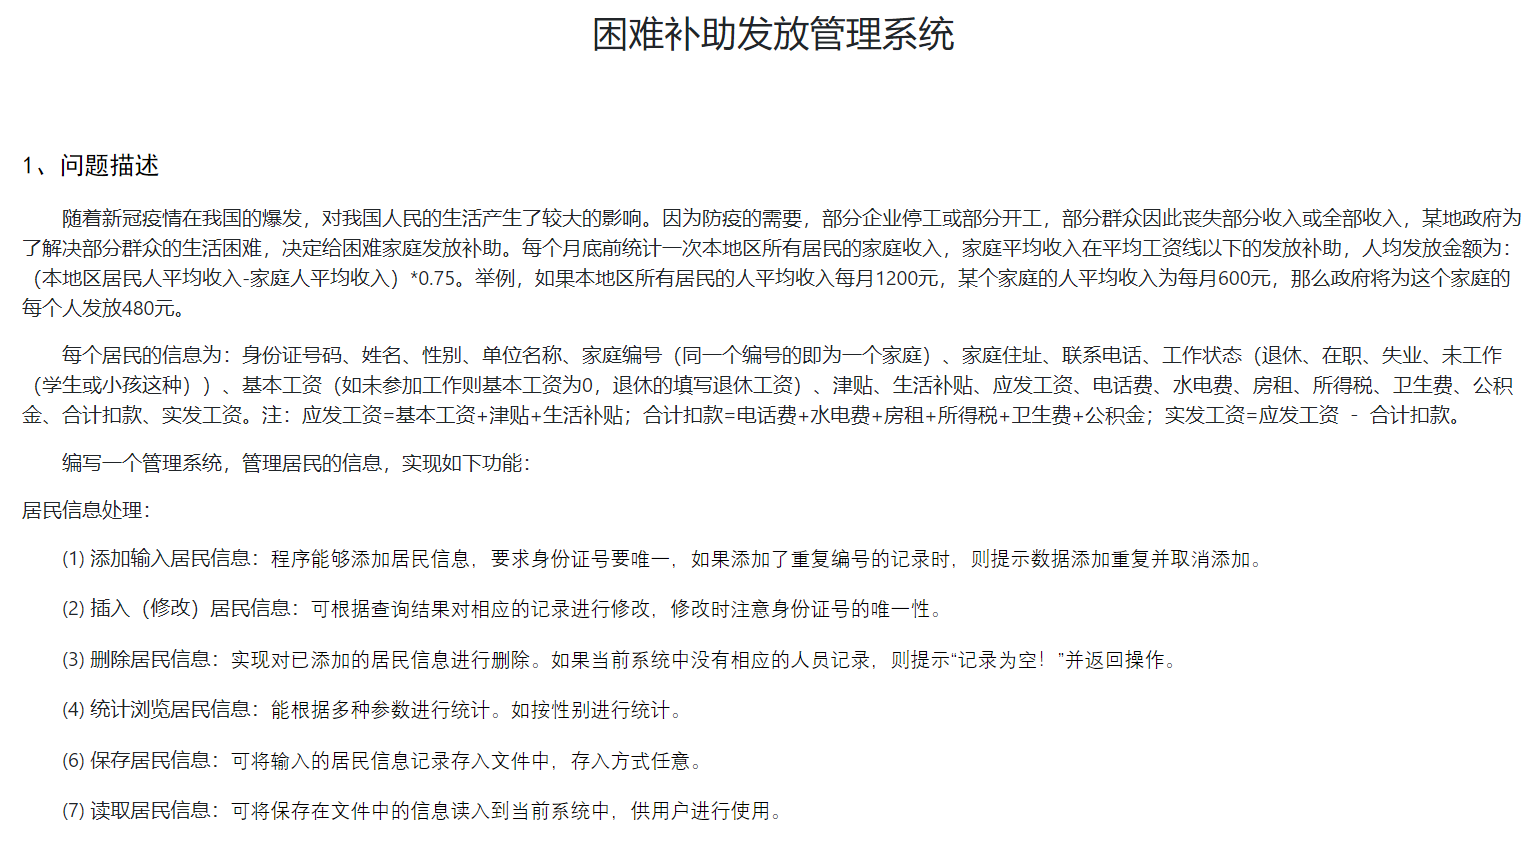 困难补助发放管理系统
1、问题描述
随着新冠疫情在我国的爆发，对我国人民的生活产生了较大的影响。因为防疫的需要，部分企业停工或部分开工，部分群众因此丧失部分收入或全部收入，某地政府为
了解决部分群众的生活困难，决定给困难家庭发放补助。每个月底前统计一次本地区所有居民的家庭收入，家庭平均收入在平均工资线以下的发放补助，人均发放金额为：
（本地区居民人平均收入-家庭人平均收入）*0.75。举例，如果本地区所有居民的人平均收入每月1200元，某个家庭的人平均收入为每月600元，那么政府将为这个家庭的
每个人发放480元。
每个居民的信息为：身份证号码、姓名、性别、单位名称、家庭编号（同一个编号的即为一个家庭）、家庭住址、联系电话、工作状态（退休、在职、失业、未工作
（学生或小孩这种））、基本工资（如未参加工作则基本工资为0，退休的填写退休工资）、津贴、生活补贴、应发工资、电话费、水电费、房租、所得税、卫生费、公积
金、合计扣款、实发工资。注：应发工资=基本工资+津贴+生活补贴；合计扣款=电话费+水电费+房租+所得税+卫生费+公积金；实发工资=应发工资 - 合计扣款。
编写一个管理系统，管理居民的信息，实现如下功能：
居民信息处理：
(1) 添加输入居民信息：程序能够添加居民信息，要求身份证号要唯一，如果添加了重复编号的记录时，则提示数据添加重复并取消添加。
(2) 插入（修改）居民信息：可根据查询结果对相应的记录进行修改，修改时注意身份证号的唯一性。
(3) 删除居民信息：实现对已添加的居民信息进行删除。如果当前系统中没有相应的人员记录，则提示“记录为空！”并返回操作。
(4) 统计浏览居民信息：能根据多种参数进行统计。如按性别进行统计。
(6) 保存居民信息：可将输入的居民信息记录存入文件中，存入方式任意。
(7) 读取居民信息：可将保存在文件中的信息读入到当前系统中，供用户进行使用。